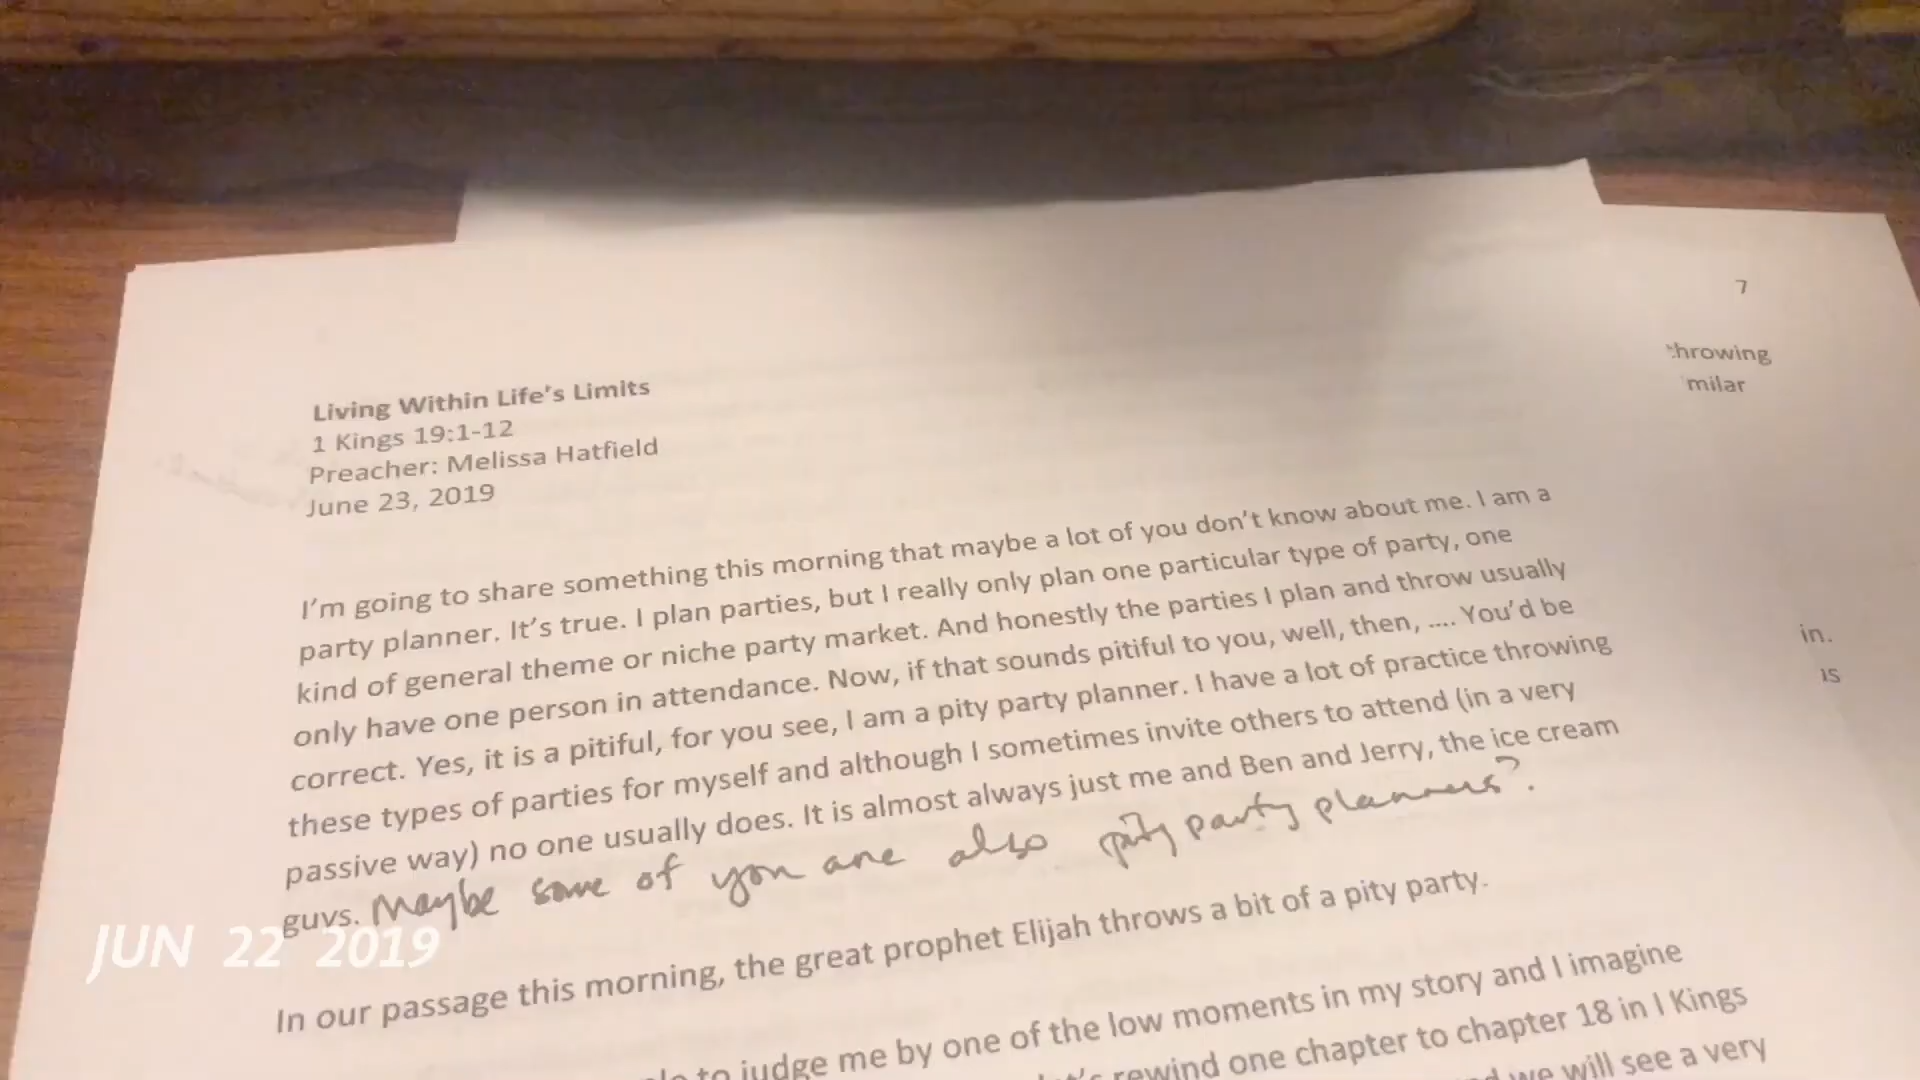 7
throwing
milar
Living Within Life's Limits
1 Kings 19:1-12
Preacher: Melissa Hatfield
June 23, 2019
I'm going to share something this morning that maybe a lot of you don't know about me. I am a
party planner. It's true. I plan parties, but I really only plan one particular type of party, one
kind of general theme or niche party market. And honestly the parties I plan and throw usually
only have one person in attendance. Now, if that sounds pitiful to you, well, then, .... You'd be
correct. Yes, it is a pitiful, for you see, I am a pity party planner. I have a lot of practice throwing
these types of parties for myself and although I sometimes invite others to attend (in a very
passive way) no one usually does. It is almost always just me and Ben and Jerry, the ice cream
guys. Maybe some of you are also pity party planners?
in.
is
In our passage this morning, the great prophet Elijah throws a bit of a pity party.
to judge me by one of the low moments in my story and I imagine
rewind one chapter to chapter 18 in I Kings
we will see a very
JUN 22 2019